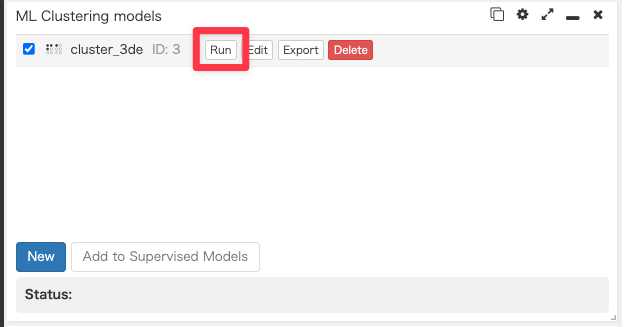 ML Clustering models
cluster_3de ID: 3 Run Edit Export Delete
New Add to Supervised Models
Status: